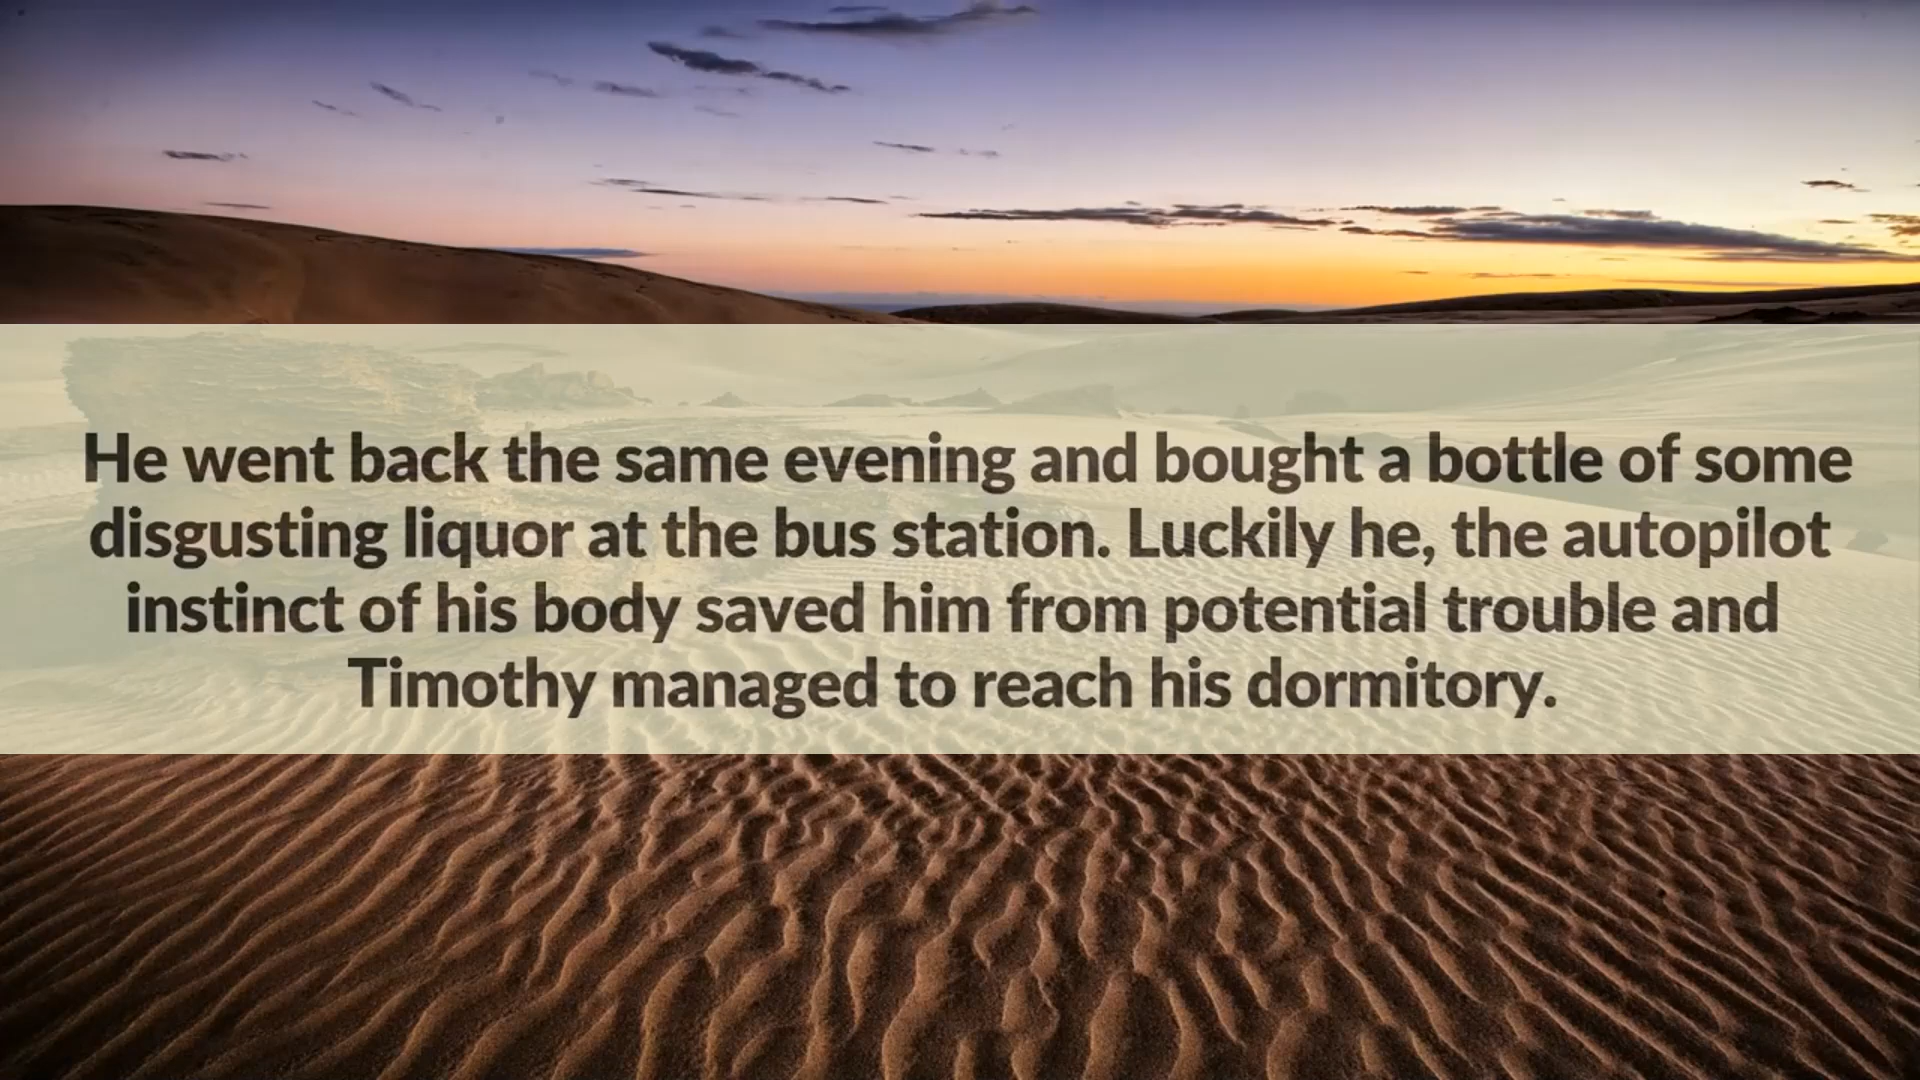 He went back the same evening and bought a bottle of some
disgusting liquor at the bus station. Luckily he, the autopilot
instinct of his body saved him from potential trouble and
Timothy managed to reach his dormitory.